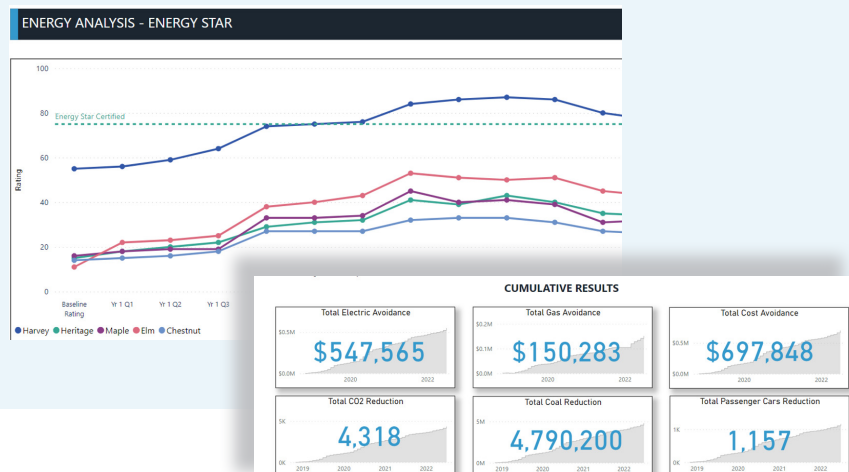 ENERGY ANALYSIS - ENERGY STAR
100
80
Energy Star Certified
60
Rating
40
20
0
Baseline
Rating
Yr 1 Q1
Yr 1 Q2
Yr 1 Q3
Harvey Heritage Maple Elm Chestnut
CUMULATIVE RESULTS
Total Electric Avoidance
$0.5M
$547,565
$0.0M
2020 2022
Total Gas Avoidance
$0.2M
$0.1M
$150,283
$0.0M
2020 2022
Total Cost Avoidance
$0.5M
$697,848
$0.0M
2020 2022
Total CO2 Reduction
5K
4,318
0K
2019 2020 2021 2022
Total Coal Reduction
5M
4,790,200
0M
2019 2020 2021 2022
Total Passenger Cars Reduction
1K
1,157
0K
2019 2020 2021 2022